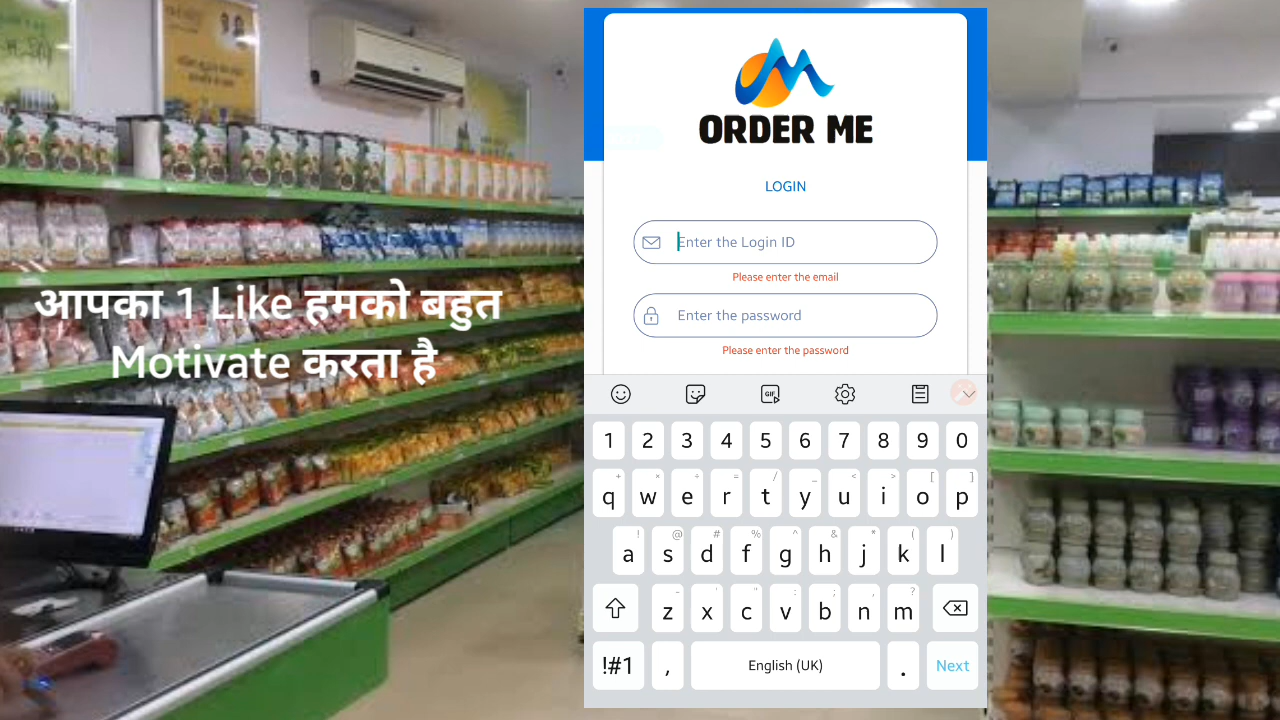 आपका 1 Like हमको बहुत
Motivate करता है
ORDER ME
LOGIN
Enter the Login ID
Please enter the email
Enter the password
Please enter the password
GIF
1 2 3 4 5 6 7 8 9 0
q w e r t y u i o p
a s d f g h j k l
z x c v b n m
!#1 , English (UK) . Next